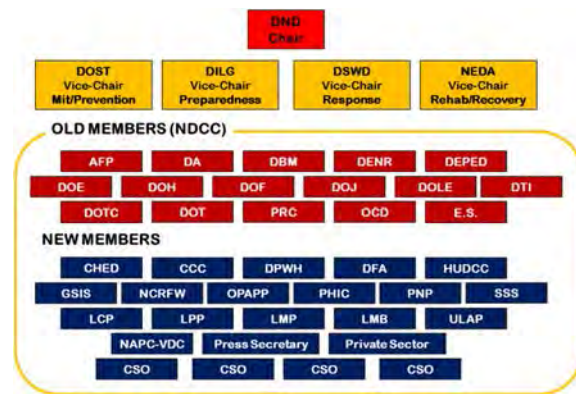 DND
Chair
DOST
Vice-Chair
Mit/Prevention
DILG
Vice-Chair
Preparedness
DSWD
Vice-Chair
Response
NEDA
Vice-Chair
Rehab/Recovery
OLD MEMBERS (NDCC)
AFP DA DBM DENR DEPED
DOE DOH DOF DOJ DOLE DTI
DOTC DOT PRC OCD E.S.
NEW MEMBERS
CHED CCC DPWH DFA HUDCC
GSIS NCRFW OPAPP PHIC PNP SSS
LCP LPP LMP LMB ULAP
NAPC-VDC Press Secretary Private Sector
CSO CSO CSO CSO